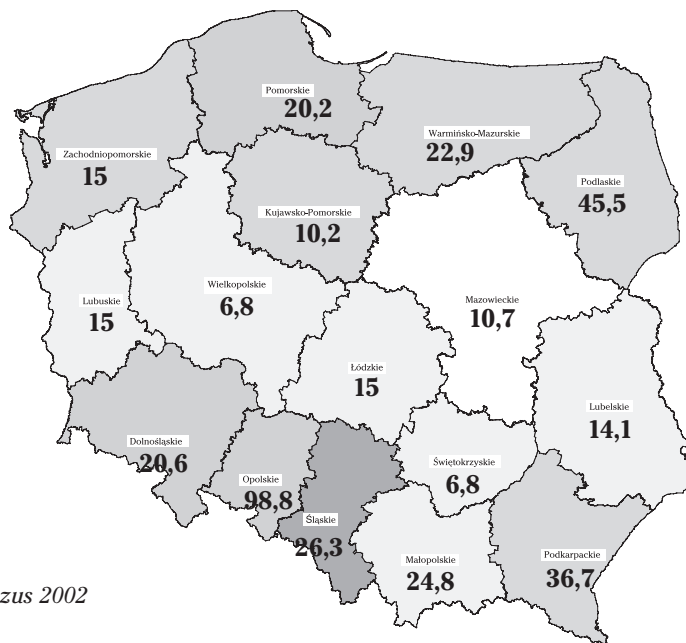 Pomorskie
20,2
Warmińsko-Mazurskie
22,9
Zachodniopomorskie
15
Podlaskie
45,5
Kujawsko-Pomorskie
10,2
Wielkopolskie
6,8
Mazowieckie
10,7
Lubuskie
15
Łódzkie
15
Lubelskie
14,1
Dolnośląskie
20,6
Świętokrzyskie
6,8
Opolskie
98,8
Śląskie
26,3
Małopolskie
24,8
Podkarpackie
36,7
zus 2002